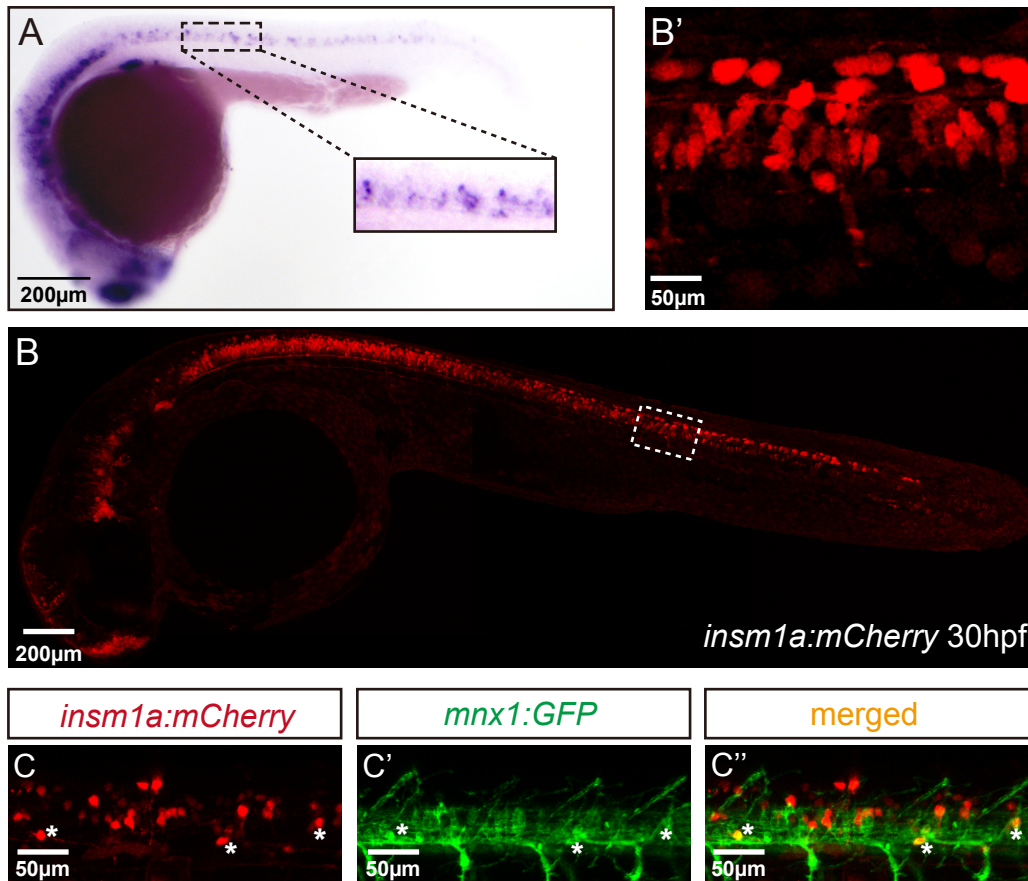 A
200µm
B'
50µm
B
200µm
insm1a:mCherry 30hpf
insm1a:mCherry
mnx1:GFP
merged
C
*
*
*
50µm
C'
*
*
*
50µm
C''
*
*
*
50µm